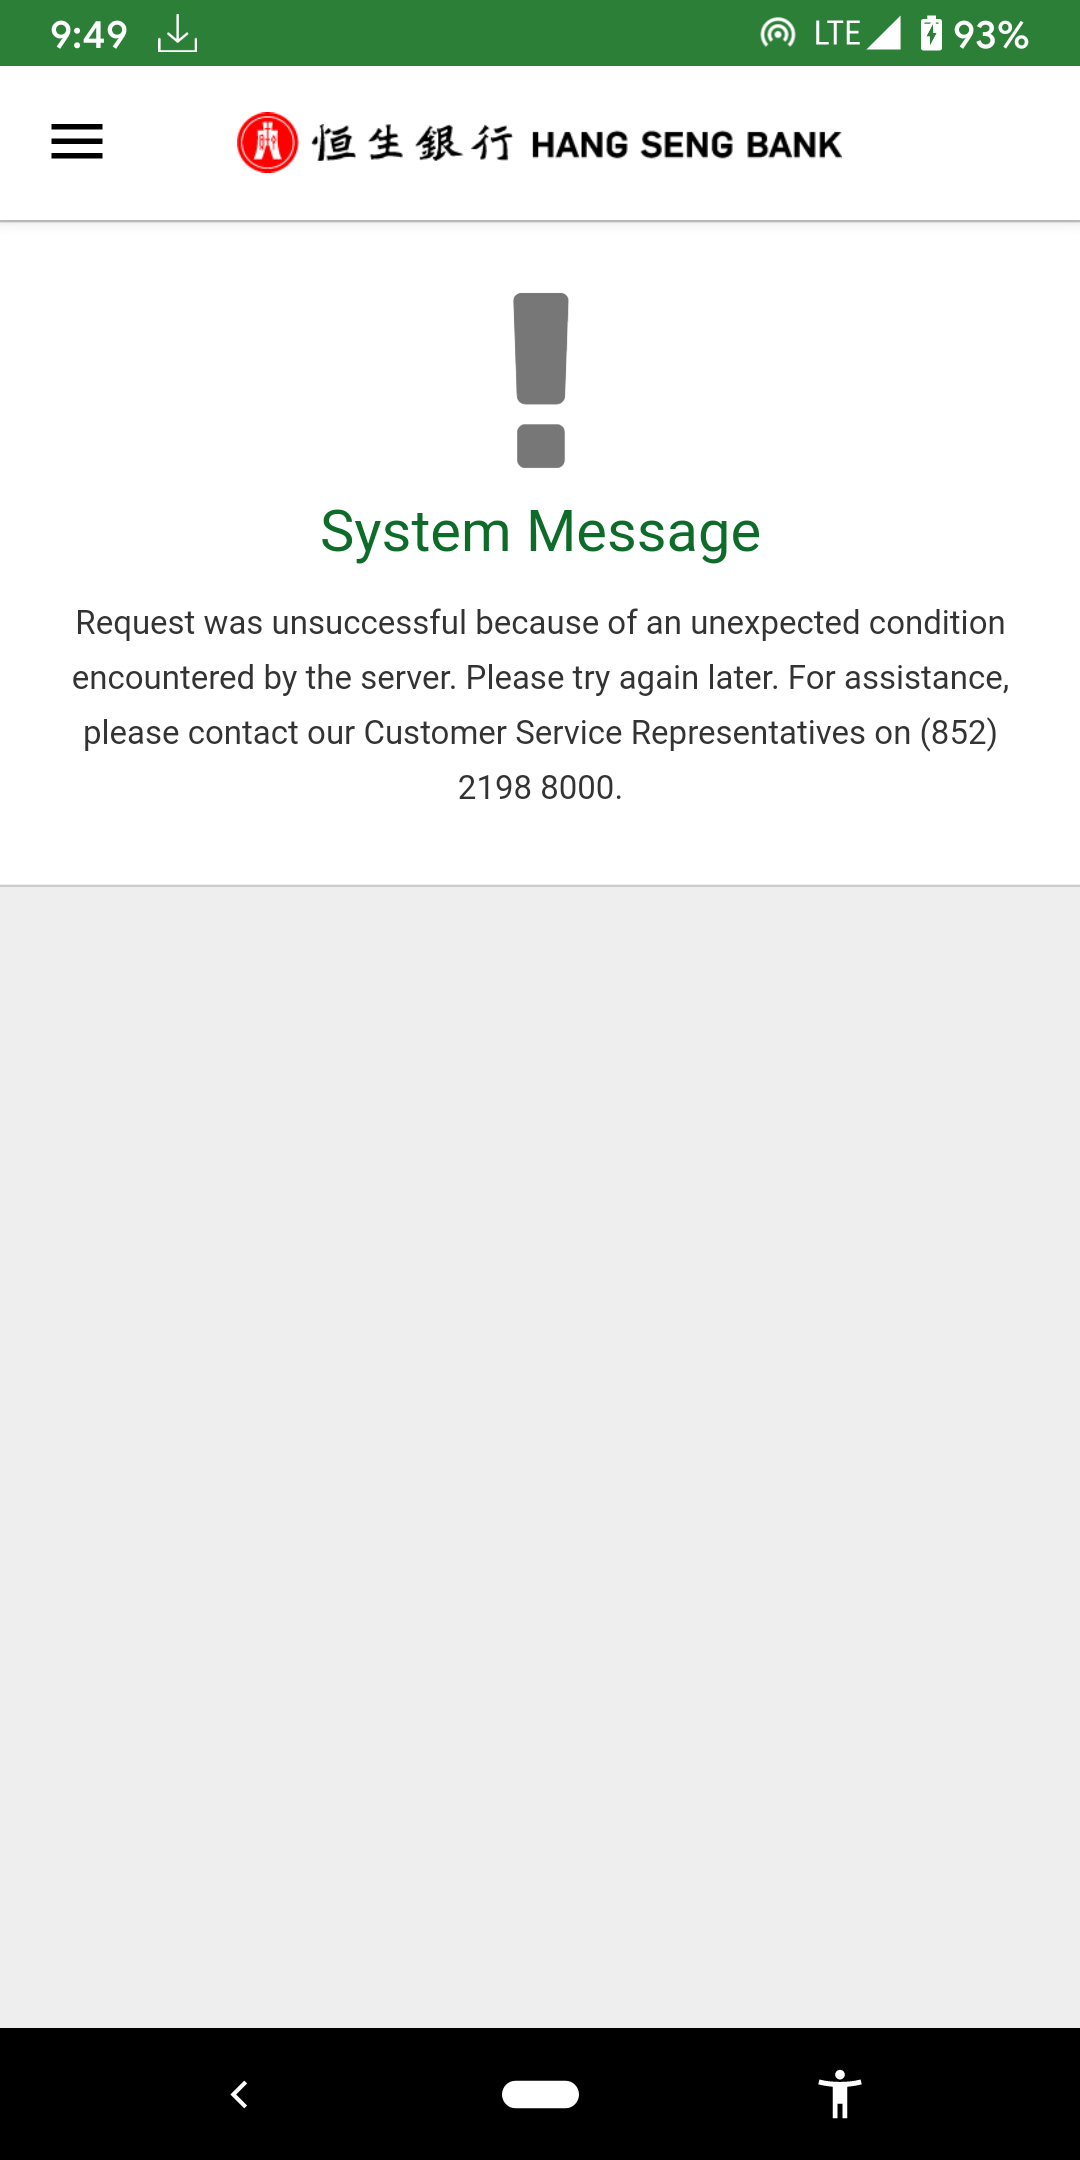 9:49 LTE 93%
恒生銀行 HANG SENG BANK
System Message
Request was unsuccessful because of an unexpected condition
encountered by the server. Please try again later. For assistance,
please contact our Customer Service Representatives on (852)
2198 8000.